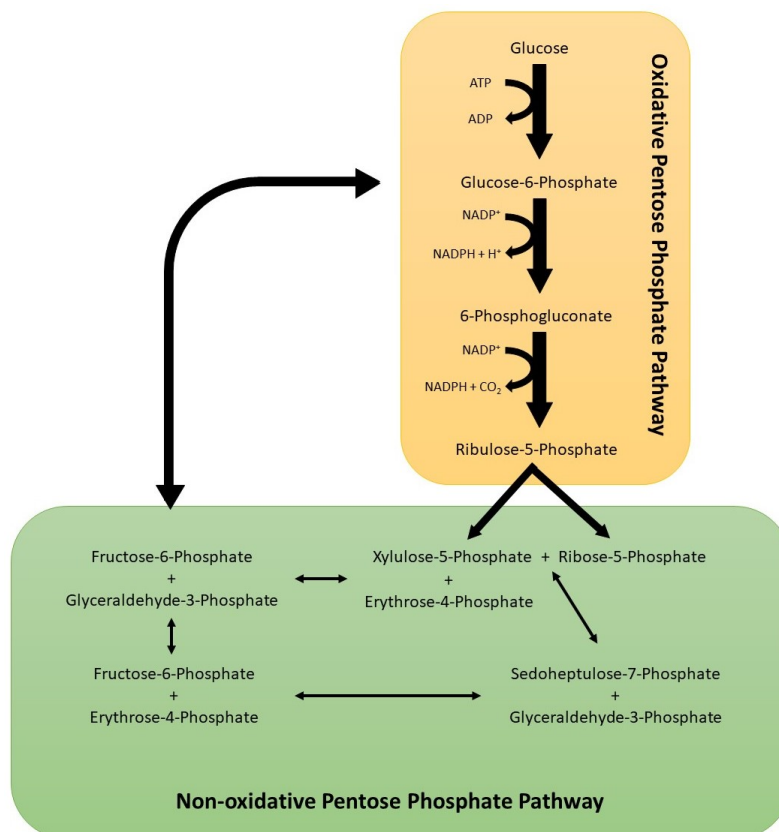 Glucose
ATP
ADP
Glucose-6-Phosphate
NADP⁺
NADPH + H⁺
6-Phosphogluconate
NADP⁺
NADPH + CO₂
Ribulose-5-Phosphate
Oxidative Pentose Phosphate Pathway
Fructose-6-Phosphate
+
Glyceraldehyde-3-Phosphate
Xylulose-5-Phosphate + Ribose-5-Phosphate
+
Erythrose-4-Phosphate
Fructose-6-Phosphate
+
Erythrose-4-Phosphate
Sedoheptulose-7-Phosphate
+
Glyceraldehyde-3-Phosphate
Non-oxidative Pentose Phosphate Pathway